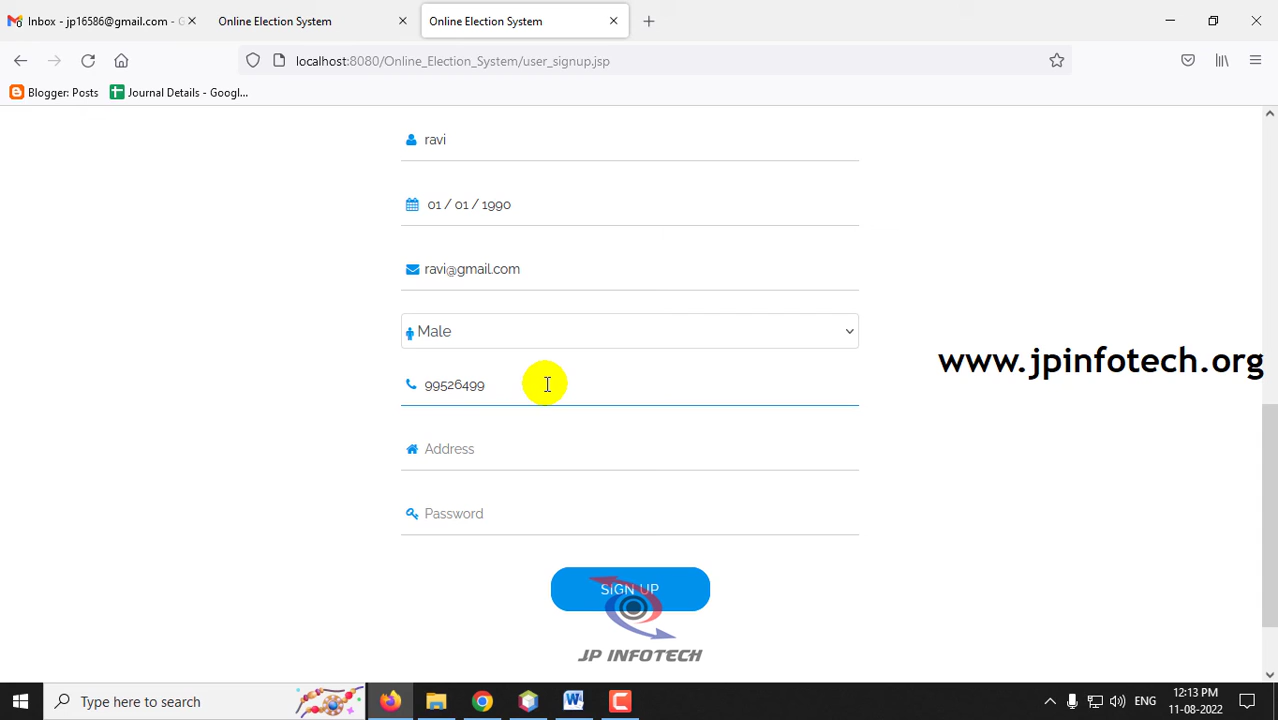 Inbox - jp16586@gmail.com - G
Online Election System
Online Election System
localhost:8080/Online_Election_System/user_signup.jsp
Blogger: Posts
Journal Details - Googl...
ravi
01 / 01 / 1990
ravi@gmail.com
Male
www.jpinfotech.org
99526499
Address
Password
SIGN UP
JP INFOTECH
Type here to search
ENG
12:13 PM
11-08-2022